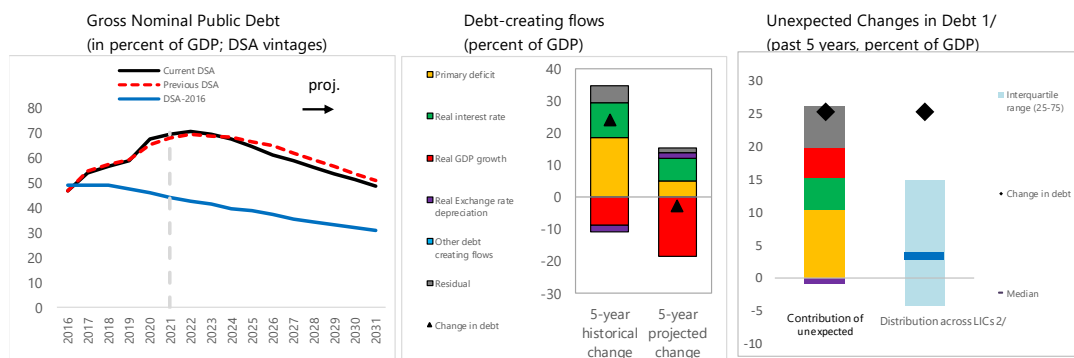 Gross Nominal Public Debt
(in percent of GDP; DSA vintages)
Current DSA
Previous DSA
DSA-2016
proj.
80
70
60
50
40
30
20
10
0
2016
2017
2018
2019
2020
2021
2022
2023
2024
2025
2026
2027
2028
2029
2030
2031
Debt-creating flows
(percent of GDP)
Primary deficit
Real interest rate
Real GDP growth
Real Exchange rate
depreciation
Other debt
creating flows
Residual
Change in debt
40
30
20
10
0
-10
-20
-30
5-year
historical
change
5-year
projected
change
Unexpected Changes in Debt 1/
(past 5 years, percent of GDP)
30
25
20
15
10
5
0
-5
-10
Contribution of
unexpected
Distribution across LICs 2/
Interquartile
range (25-75)
Change in debt
Median